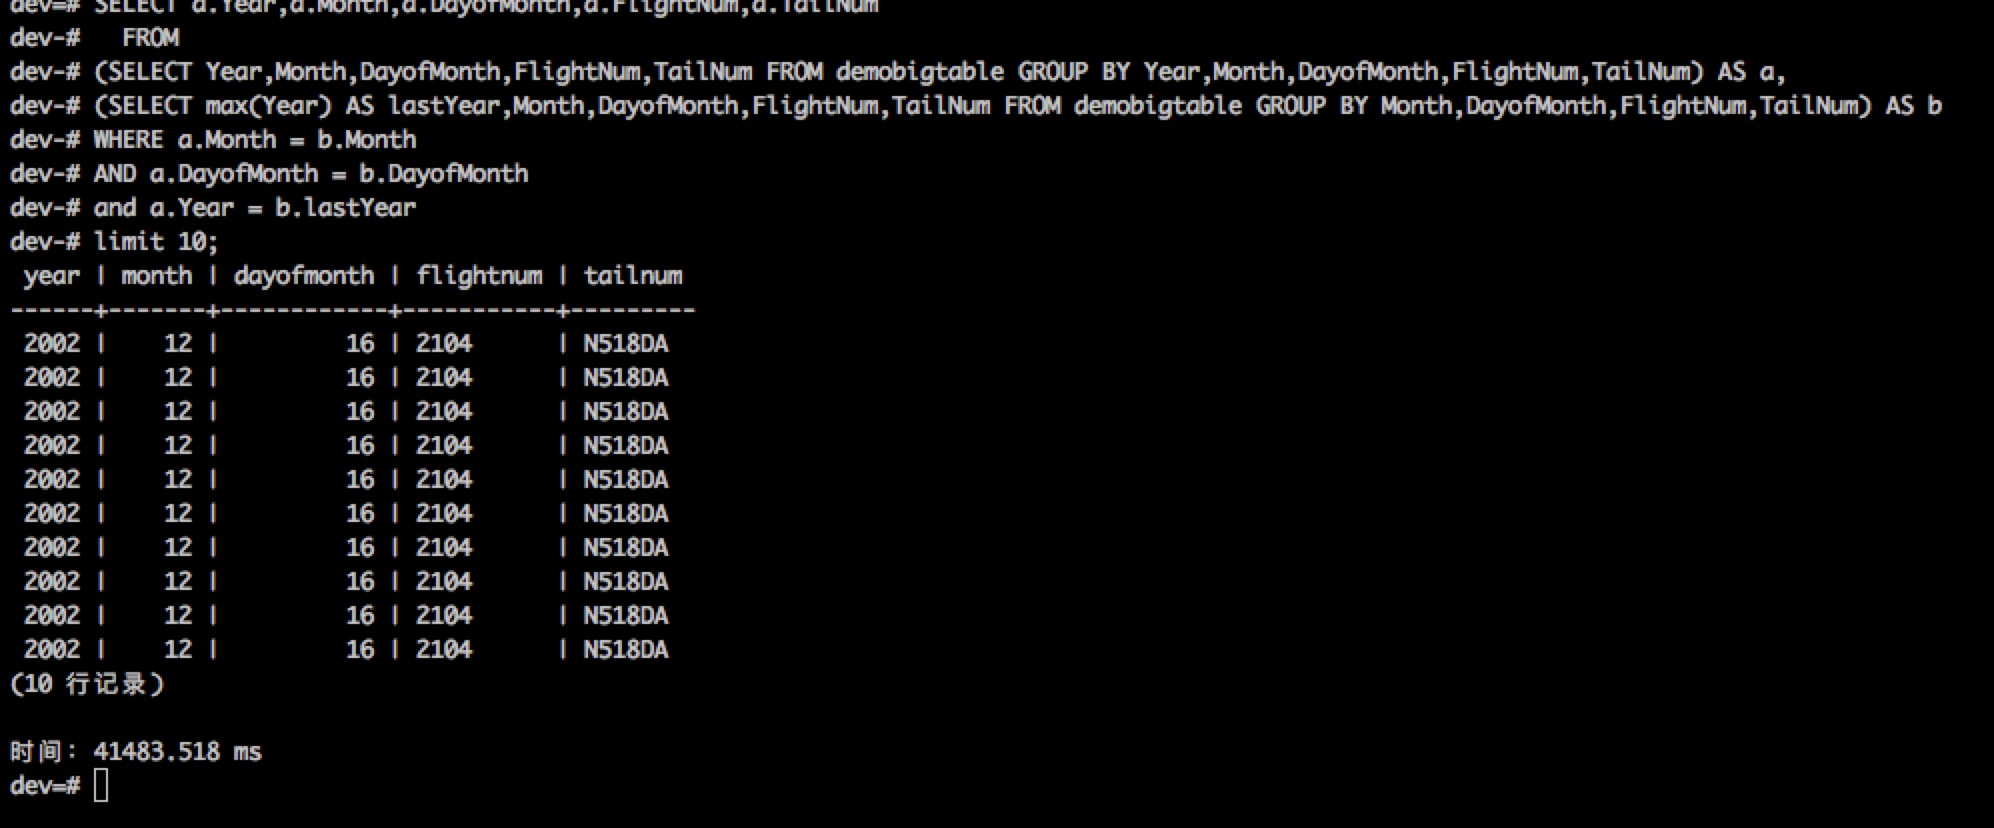 dev=# SELECT a.Year,a.Month,a.DayofMonth,a.FlightNum,a.TailNum
dev-#   FROM
dev-# (SELECT Year,Month,DayofMonth,FlightNum,TailNum FROM demobigtable GROUP BY Year,Month,DayofMonth,FlightNum,TailNum) AS a,
dev-# (SELECT max(Year) AS lastYear,Month,DayofMonth,FlightNum,TailNum FROM demobigtable GROUP BY Month,DayofMonth,FlightNum,TailNum) AS b
dev-# WHERE a.Month = b.Month
dev-# AND a.DayofMonth = b.DayofMonth
dev-# and a.Year = b.lastYear
dev-# limit 10;
 year | month | dayofmonth | flightnum | tailnum
------+-------+------------+-----------+---------
 2002 |    12 |         16 | 2104      | N518DA
 2002 |    12 |         16 | 2104      | N518DA
 2002 |    12 |         16 | 2104      | N518DA
 2002 |    12 |         16 | 2104      | N518DA
 2002 |    12 |         16 | 2104      | N518DA
 2002 |    12 |         16 | 2104      | N518DA
 2002 |    12 |         16 | 2104      | N518DA
 2002 |    12 |         16 | 2104      | N518DA
 2002 |    12 |         16 | 2104      | N518DA
 2002 |    12 |         16 | 2104      | N518DA
(10 行记录)
时间: 41483.518 ms
dev=#